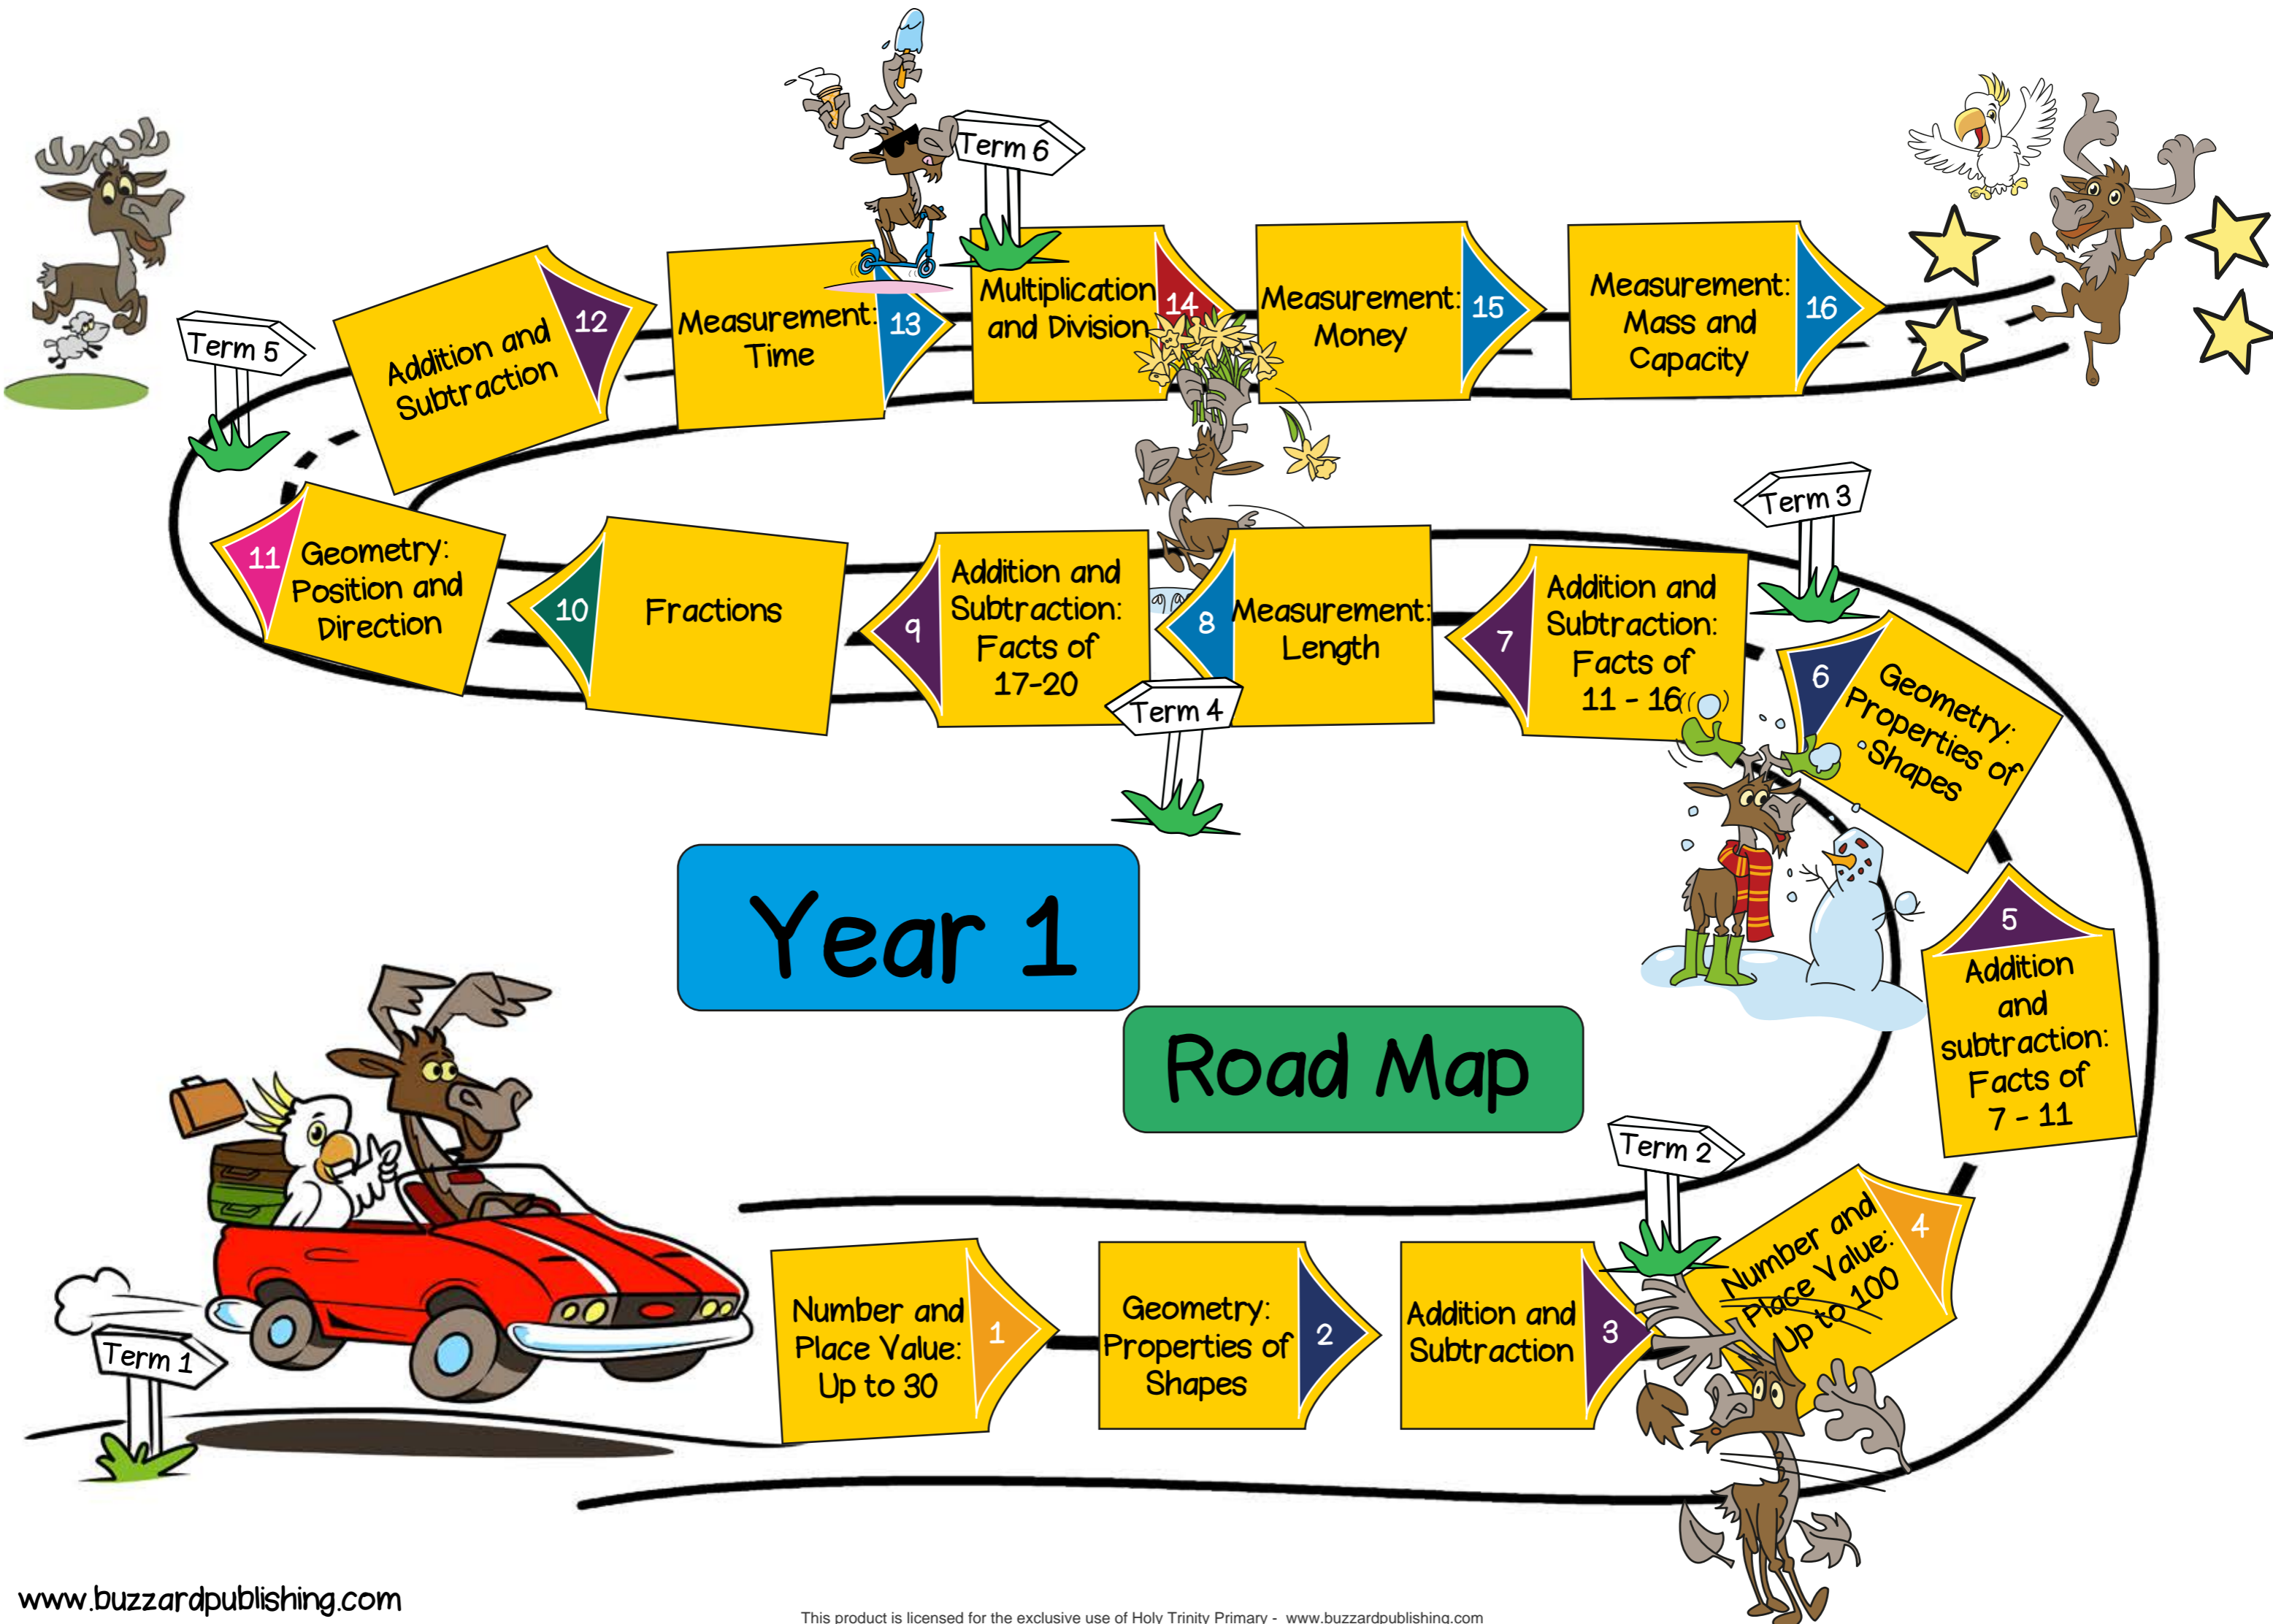 Year 1
Road Map
Term 1
Number and
Place Value:
Up to 30
1
Geometry:
Properties of
Shapes
2
Addition and
Subtraction
3
Term 2
Number and
Place Value:
Up to 100
4
5
Addition
and
subtraction:
Facts of
7 - 11
6
Geometry:
Properties of
Shapes
Term 3
7
Addition and
Subtraction:
Facts of
11 - 16
8
Measurement:
Length
Term 4
9
Addition and
Subtraction:
Facts of
17-20
10
Fractions
11
Geometry:
Position and
Direction
Term 5
Addition and
Subtraction
12
Measurement:
Time
13
Term 6
Multiplication
and Division
14
Measurement:
Money
15
Measurement:
Mass and
Capacity
16
www.buzzardpublishing.com
This product is licensed for the exclusive use of Holy Trinity Primary - www.buzzardpublishing.com